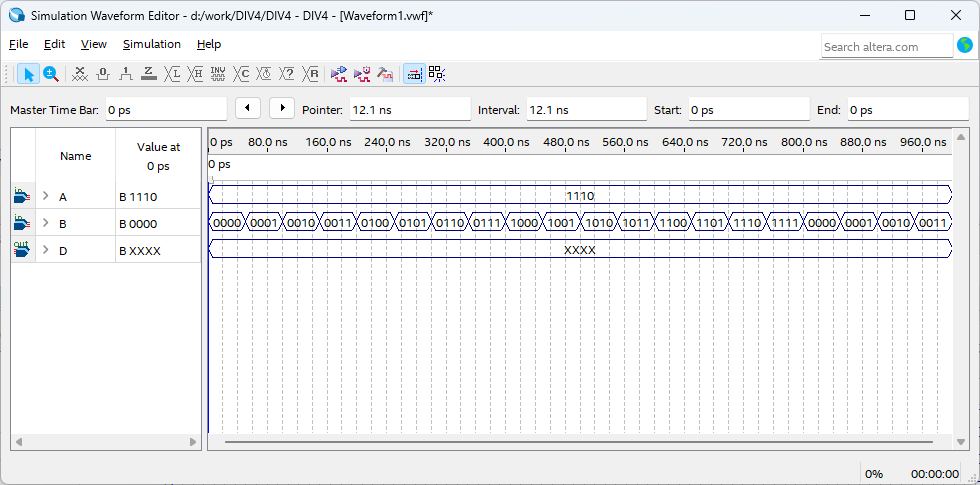 Simulation Waveform Editor - d:/work/DIV4/DIV4 - DIV4 - [Waveform1.vwf]*
File Edit View Simulation Help
Search altera.com
Master Time Bar: 0 ps Pointer: 12.1 ns Interval: 12.1 ns Start: 0 ps End: 0 ps
Name Value at 0 ps
0 ps 80.0 ns 160.0 ns 240.0 ns 320.0 ns 400.0 ns 480.0 ns 560.0 ns 640.0 ns 720.0 ns 800.0 ns 880.0 ns 960.0 ns
0 ps
in A B 1110 1110
in B B 0000 0000 0001 0010 0011 0100 0101 0110 0111 1000 1001 1010 1011 1100 1101 1110 1111 0000 0001 0010 0011
out D B XXXX XXXX
0% 00:00:00